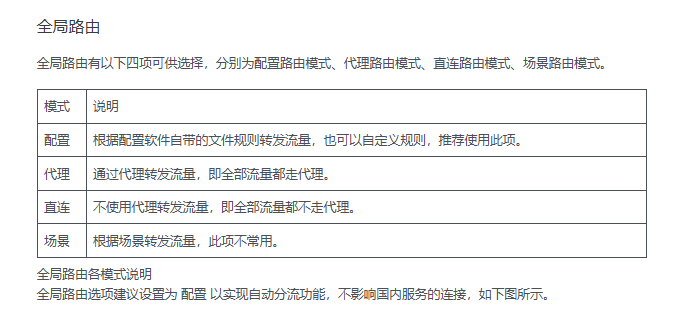 全局路由
全局路由有以下四项可供选择，分别为配置路由模式、代理路由模式、直连路由模式、场景路由模式。
模式 说明
配置 根据配置软件自带的文件规则转发流量，也可以自定义规则，推荐使用此项。
代理 通过代理转发流量，即全部流量都走代理。
直连 不使用代理转发流量，即全部流量都不走代理。
场景 根据场景转发流量，此项不常用。
全局路由各模式说明
全局路由选项建议设置为 配置 以实现自动分流功能，不影响国内服务的连接，如下图所示。